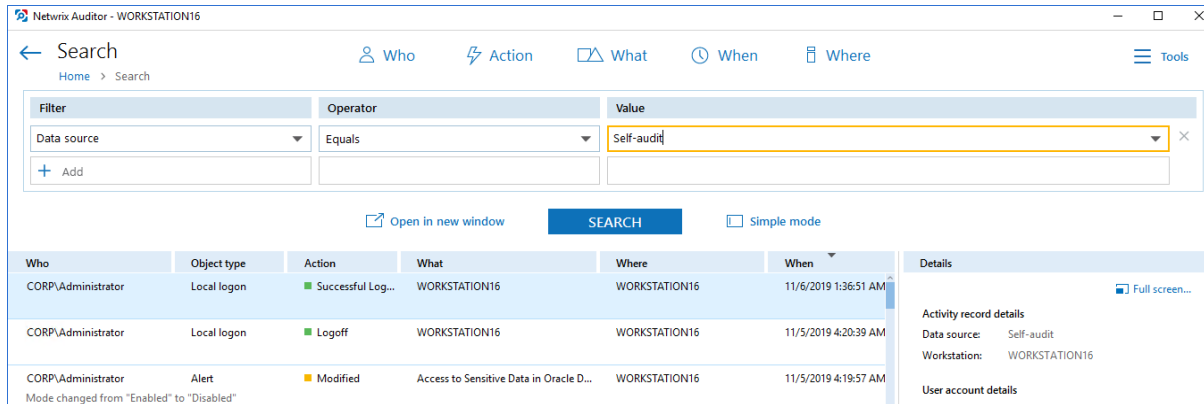 Netwrix Auditor - WORKSTATION16
Search
Who Action What When Where
Tools
Home > Search
Filter Operator Value
Data source Equals Self-audit
+ Add
Open in new window SEARCH Simple mode
Who Object type Action What Where When Details
CORP\Administrator Local logon Successful Log... WORKSTATION16 WORKSTATION16 11/6/2019 1:36:51 AM
Full screen...
Activity record details
CORP\Administrator Local logon Logoff WORKSTATION16 WORKSTATION16 11/5/2019 4:20:39 AM
Data source: Self-audit
Workstation: WORKSTATION16
CORP\Administrator Alert Modified Access to Sensitive Data in Oracle D... WORKSTATION16 11/5/2019 4:19:57 AM
Mode changed from "Enabled" to "Disabled"
User account details